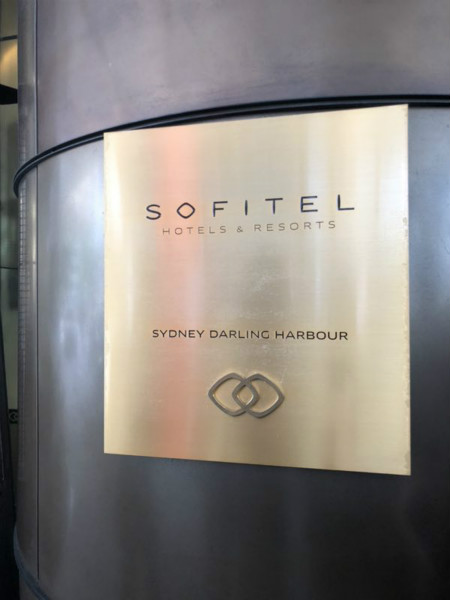 SOFITEL
HOTELS & RESORTS
SYDNEY DARLING HARBOUR